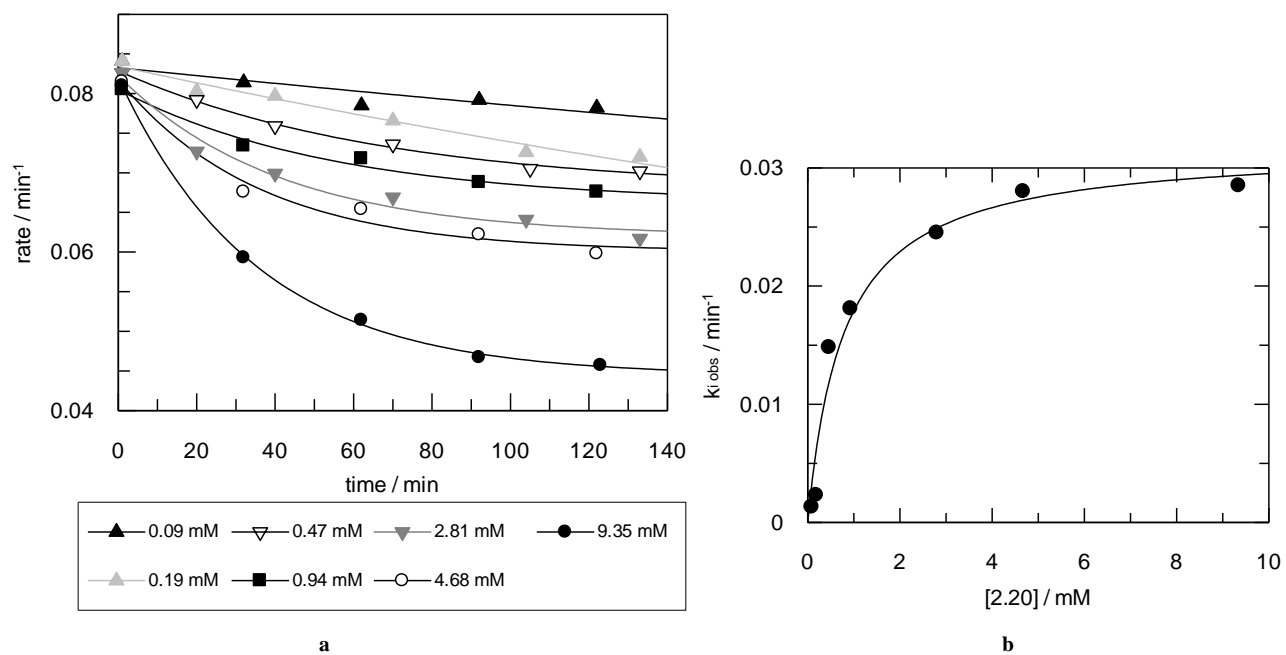 0.08
0.06
0.04
rate / min-1
0 20 40 60 80 100 120 140
time / min
0.09 mM 0.47 mM 2.81 mM 9.35 mM
0.19 mM 0.94 mM 4.68 mM
a
0.03
0.02
0.01
0
ki obs / min-1
0 2 4 6 8 10
[2.20] / mM
b